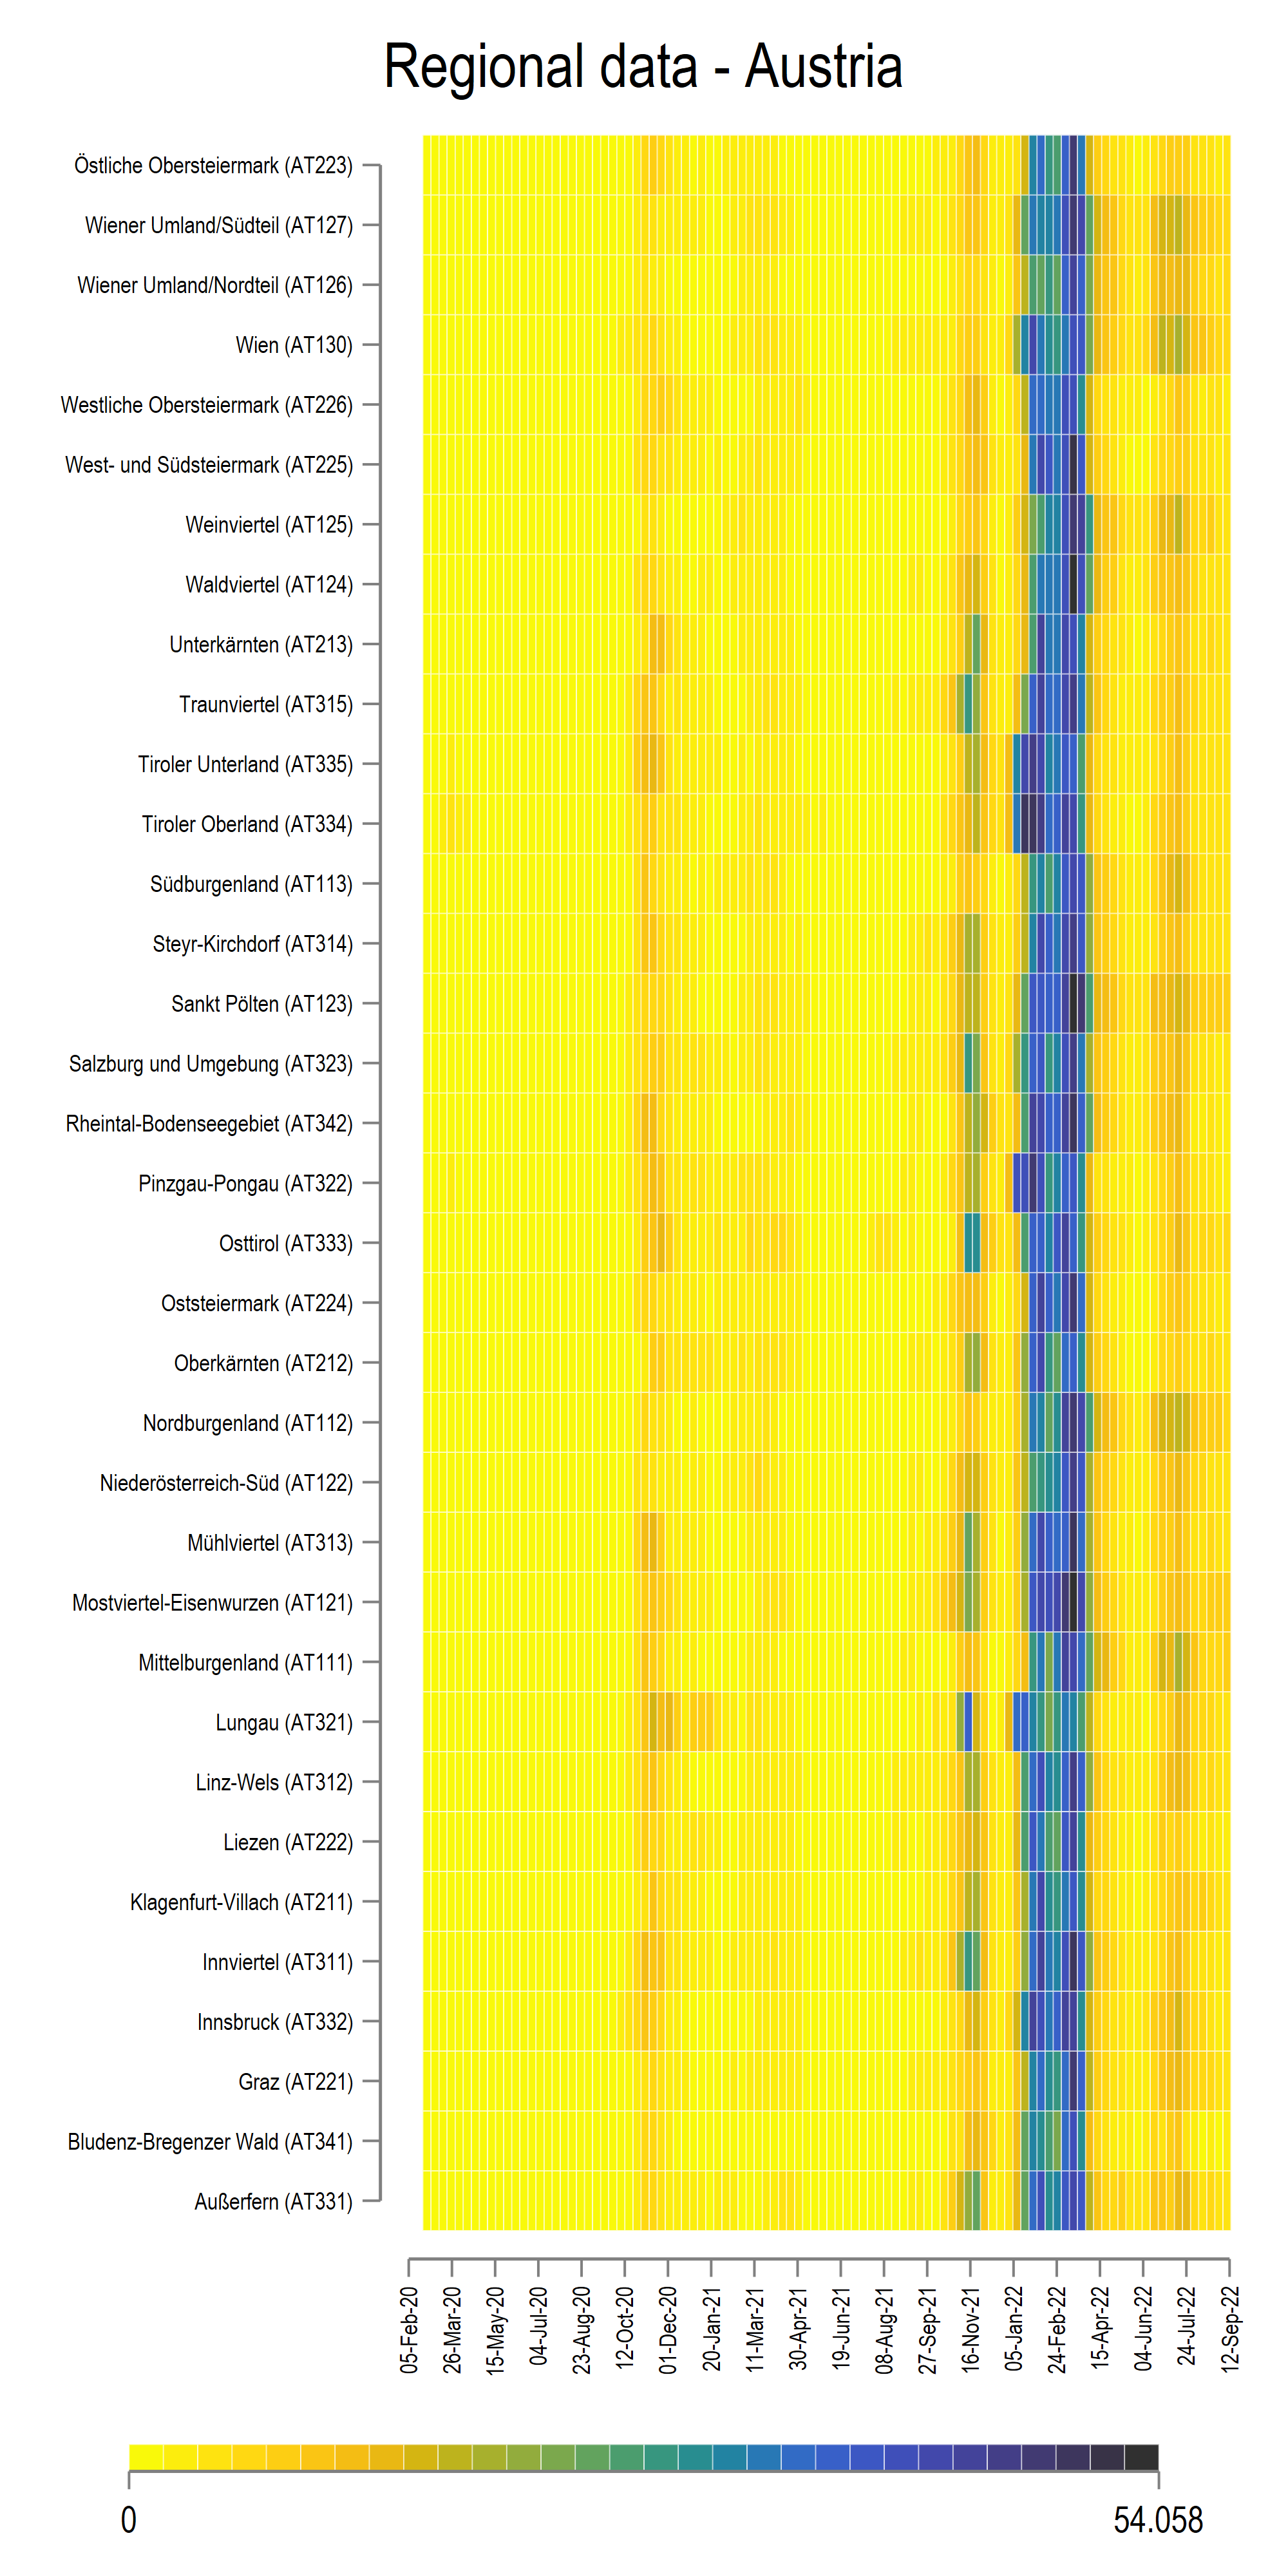 Regional data - Austria
Östliche Obersteiermark (AT223)
Wiener Umland/Südteil (AT127)
Wiener Umland/Nordteil (AT126)
Wien (AT130)
Westliche Obersteiermark (AT226)
West- und Südsteiermark (AT225)
Weinviertel (AT125)
Waldviertel (AT124)
Unterkärnten (AT213)
Traunviertel (AT315)
Tiroler Unterland (AT335)
Tiroler Oberland (AT334)
Südburgenland (AT113)
Steyr-Kirchdorf (AT314)
Sankt Pölten (AT123)
Salzburg und Umgebung (AT323)
Rheintal-Bodenseegebiet (AT342)
Pinzgau-Pongau (AT322)
Osttirol (AT333)
Oststeiermark (AT224)
Oberkärnten (AT212)
Nordburgenland (AT112)
Niederösterreich-Süd (AT122)
Mühlviertel (AT313)
Mostviertel-Eisenwurzen (AT121)
Mittelburgenland (AT111)
Lungau (AT321)
Linz-Wels (AT312)
Liezen (AT222)
Klagenfurt-Villach (AT211)
Innviertel (AT311)
Innsbruck (AT332)
Graz (AT221)
Bludenz-Bregenzer Wald (AT341)
Außerfern (AT331)
05-Feb-20
26-Mar-20
15-May-20
04-Jul-20
23-Aug-20
12-Oct-20
01-Dec-20
20-Jan-21
11-Mar-21
30-Apr-21
19-Jun-21
08-Aug-21
27-Sep-21
16-Nov-21
05-Jan-22
24-Feb-22
15-Apr-22
04-Jun-22
24-Jul-22
12-Sep-22
0
54.058